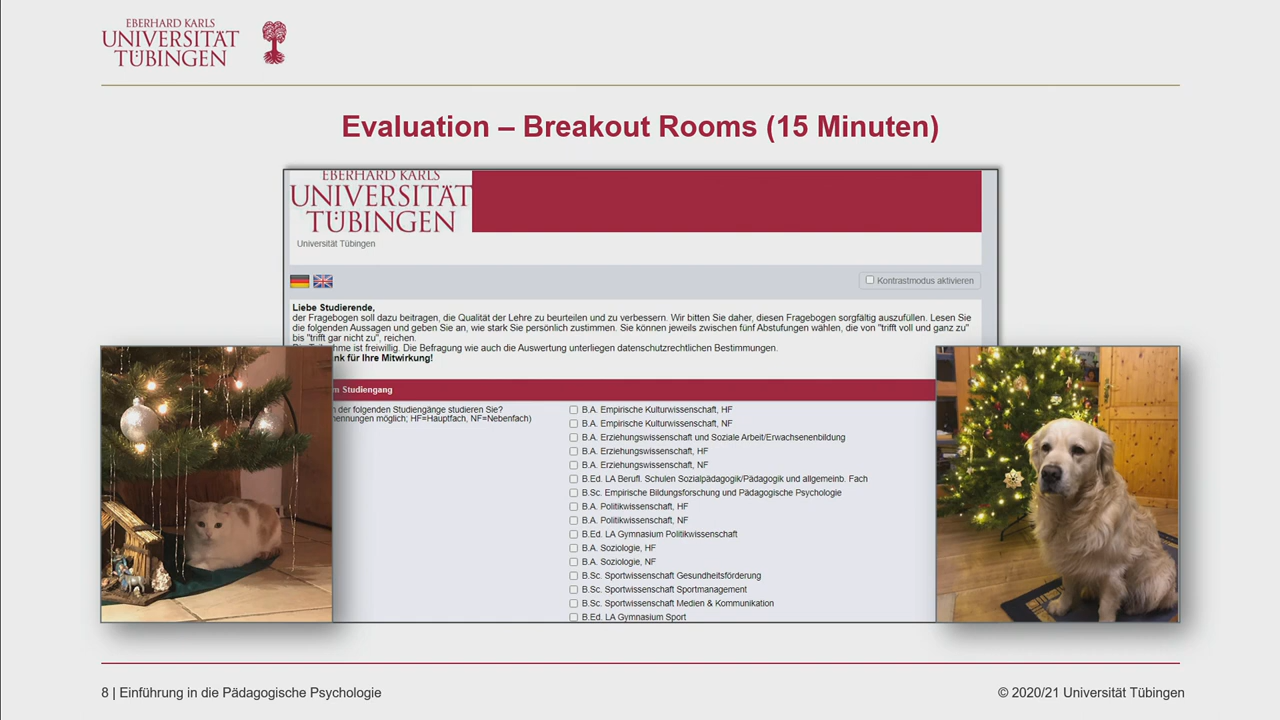 EBERHARD KARLS
UNIVERSITÄT
TÜBINGEN
Evaluation – Breakout Rooms (15 Minuten)
EBERHARD KARLS
UNIVERSITÄT
TÜBINGEN
Universität Tübingen
Kontrastmodus aktivieren
Liebe Studierende,
der Fragebogen soll dazu beitragen, die Qualität der Lehre zu beurteilen und zu verbessern. Wir bitten Sie daher, diesen Fragebogen sorgfältig auszufüllen. Lesen Sie
die folgenden Aussagen und geben Sie an, wie stark Sie persönlich zustimmen. Sie können jeweils zwischen fünf Abstufungen wählen, die von "trifft voll und ganz zu"
bis "trifft gar nicht zu", reichen.
ist freiwillig. Die Befragung wie auch die Auswertung unterliegen datenschutzrechtlichen Bestimmungen.
für Ihre Mitwirkung!
Studiengang
der folgenden Studiengänge studieren Sie?
möglich; HF=Hauptfach, NF=Nebenfach)
B.A. Empirische Kulturwissenschaft, HF
B.A. Empirische Kulturwissenschaft, NF
B.A. Erziehungswissenschaft und Soziale Arbeit/Erwachsenenbildung
B.A. Erziehungswissenschaft, HF
B.A. Erziehungswissenschaft, NF
B.Ed. LA Berufl. Schulen Sozialpädagogik/Pädagogik und allgemeinb. Fach
B.Sc. Empirische Bildungsforschung und Pädagogische Psychologie
B.A. Politikwissenschaft, HF
B.A. Politikwissenschaft, NF
B.Ed. LA Gymnasium Politikwissenschaft
B.A. Soziologie, HF
B.A. Soziologie, NF
B.Sc. Sportwissenschaft Gesundheitsförderung
B.Sc. Sportwissenschaft Sportmanagement
B.Sc. Sportwissenschaft Medien & Kommunikation
B.Ed. LA Gymnasium Sport
8 | Einführung in die Pädagogische Psychologie
© 2020/21 Universität Tübingen